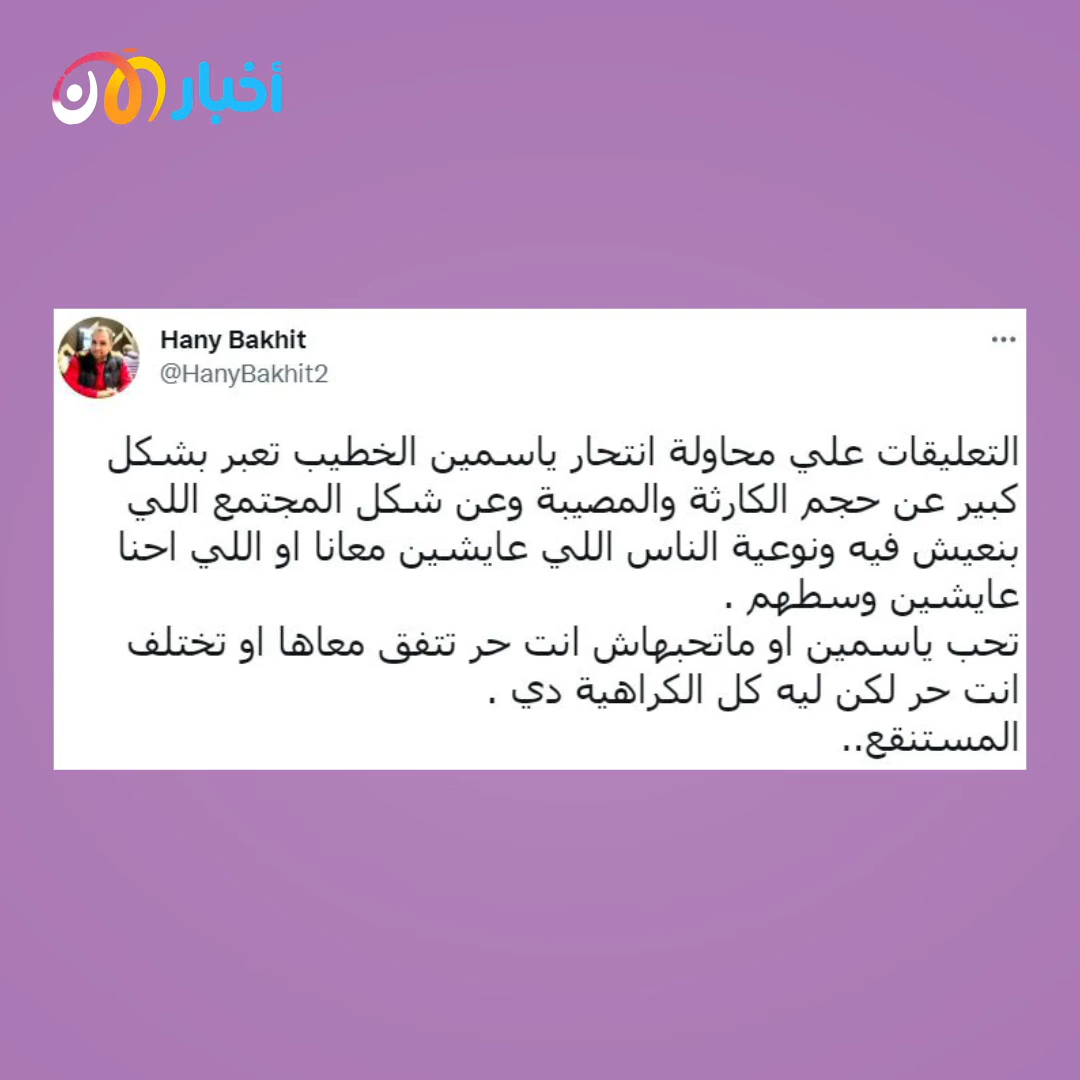 أخبار الآن
Hany Bakhit
@HanyBakhit2
التعليقات علي محاولة انتحار ياسمين الخطيب تعبر بشكل
كبير عن حجم الكارثة والمصيبة وعن شكل المجتمع اللي
بنعيش فيه ونوعية الناس اللي عايشين معانا او اللي احنا
عايشين وسطهم .
تحب ياسمين او ماتحبهاش انت حر تتفق معاها او تختلف
انت حر لكن ليه كل الكراهية دي .
المستنقع..